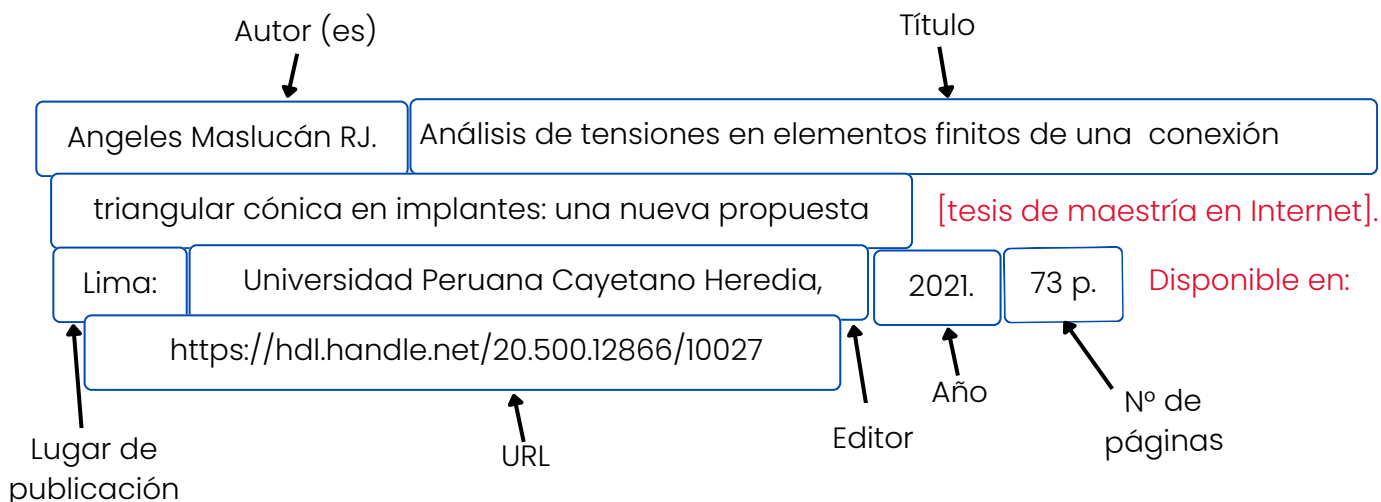 Autor (es)
Título
Angeles Maslucán RJ.
Análisis de tensiones en elementos finitos de una conexión
triangular cónica en implantes: una nueva propuesta
[tesis de maestría en Internet].
Lima:
Universidad Peruana Cayetano Heredia,
2021.
73 p.
Disponible en:
https://hdl.handle.net/20.500.12866/10027
Lugar de
publicación
URL
Editor
Año
Nº de
páginas